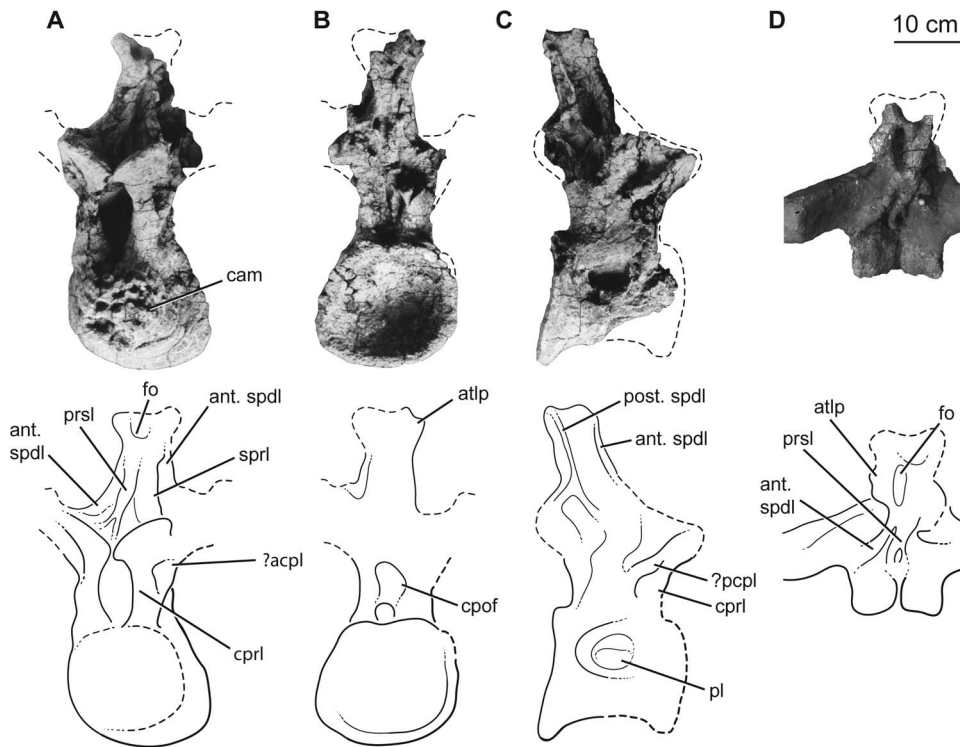 A
B
C
D
10 cm
cam
fo
prsl
ant. spdl
ant.
spdl
sprl
?acpl
cprl
atlp
cpof
post. spdl
ant. spdl
?pcpl
cprl
pl
atlp
fo
prsl
ant.
spdl